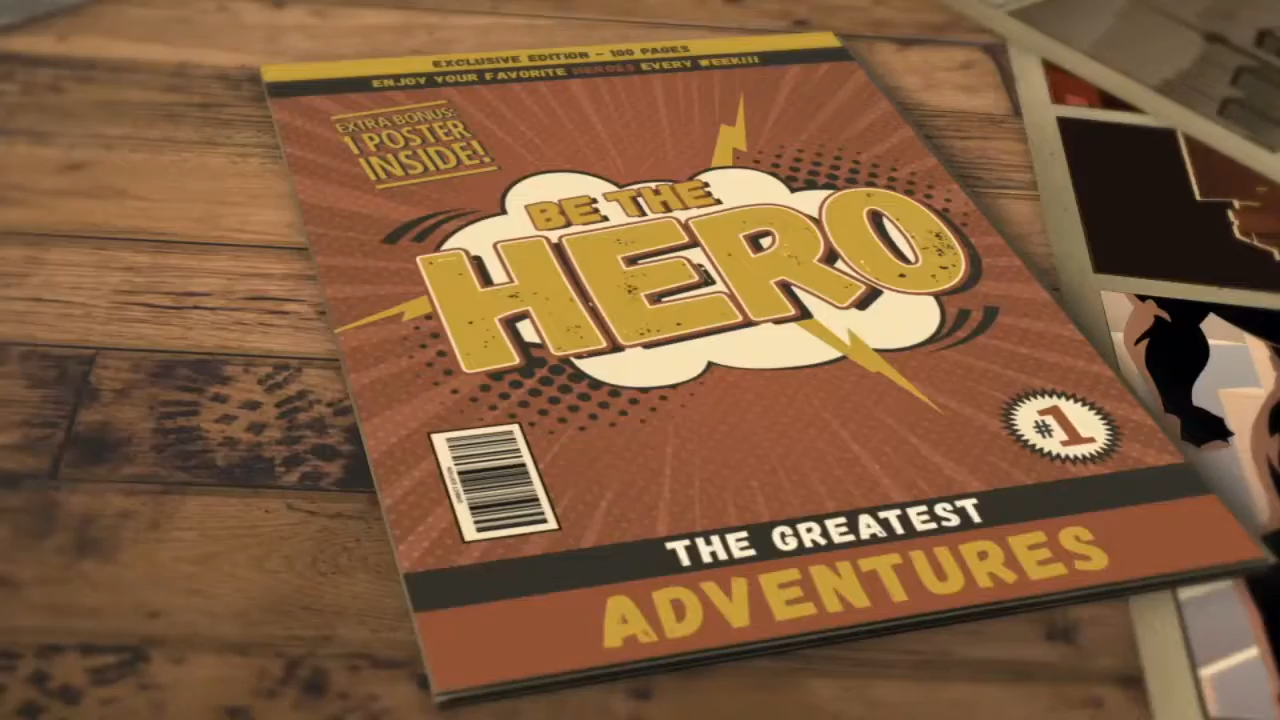 EXCLUSIVE EDITION - 100 PAGES
ENJOY YOUR FAVORITE HEROES EVERY WEEK!!!
EXTRA BONUS:
1 POSTER
INSIDE!
BE THE
HERO
#1
THE GREATEST
ADVENTURES